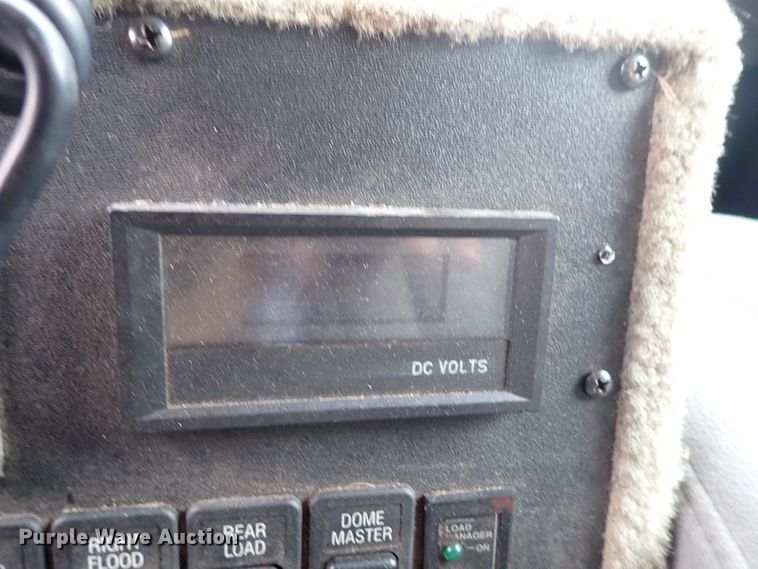 DC VOLTS
RIGHT
FLOOD
REAR
LOAD
DOME
MASTER
LOAD
MANAGER
ON
Purple Wave Auction